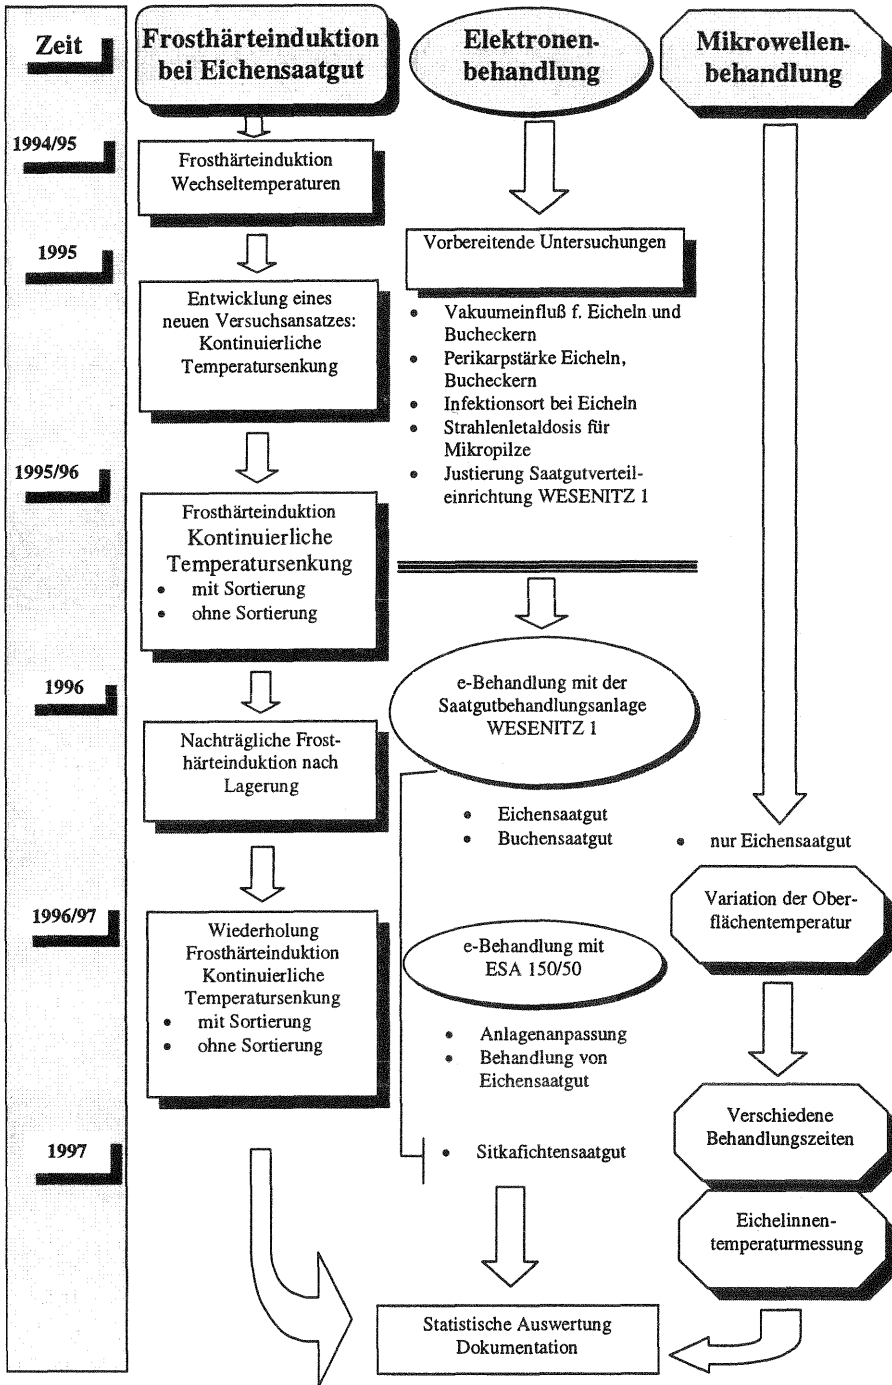 Zeit
Frosthärteinduktion
bei Eichensaatgut
Elektronen-
behandlung
Mikrowellen-
behandlung
1994/95
Frosthärteinduktion
Wechseltemperaturen
1995
Entwicklung eines
neuen Versuchsansatzes:
Kontinuierliche
Temperatursenkung
Vorbereitende Untersuchungen
• Vakuumeinfluß f. Eicheln und
Bucheckern
• Perikarpstärke Eicheln,
Bucheckern
• Infektionsort bei Eicheln
• Strahlenletaldosis für
Mikropilze
• Justierung Saatgutverteil-
einrichtung WESENITZ 1
1995/96
Frosthärteinduktion
Kontinuierliche
Temperatursenkung
• mit Sortierung
• ohne Sortierung
1996
Nachträgliche Frost-
härteinduktion nach
Lagerung
e-Behandlung mit der
Saatgutbehandlungsanlage
WESENITZ 1
• Eichensaatgut
• Buchensaatgut
• nur Eichensaatgut
Variation der Ober-
flächentemperatur
1996/97
Wiederholung
Frosthärteinduktion
Kontinuierliche
Temperatursenkung
• mit Sortierung
• ohne Sortierung
e-Behandlung mit
ESA 150/50
• Anlagenanpassung
• Behandlung von
Eichensaatgut
Verschiedene
Behandlungszeiten
1997
• Sitkafichtensaatgut
Eichelinnen-
temperaturmessung
Statistische Auswertung
Dokumentation